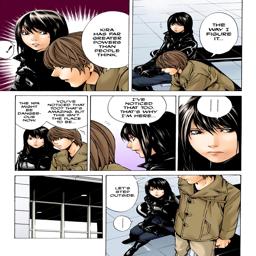 THE WAY I
FIGURE
IT...
KIRA
HAS FAR
GREATER
POWERS
THAN
PEOPLE
THINK.
I'VE
NOTICED
THAT TOO.
THAT'S WHY
I'M
HERE...
YOU'VE
NOTICED THAT
TOO? THAT'S
AMAZING, BUT
THIS ISN'T
THE PLACE
TO BE...
THE NPA
MIGHT BE
DANGER-
OUS
NOW.
LET'S
STEP
OUTSIDE.